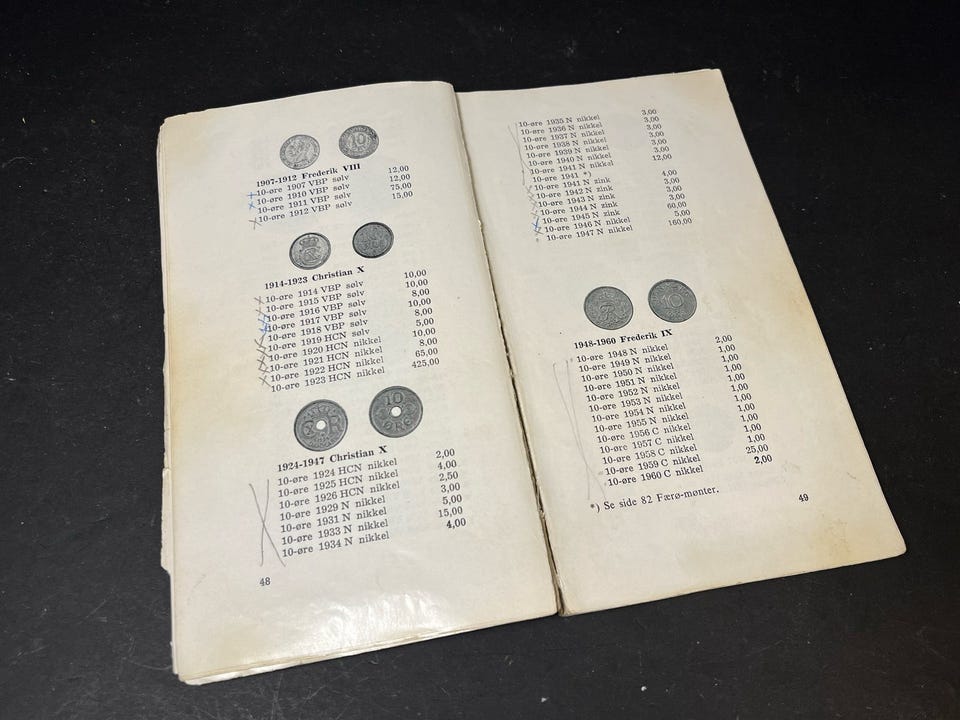 1907-1912 Frederik VIII
10-øre 1907 VBP sølv 12,00
10-øre 1910 VBP sølv 12,00
10-øre 1911 VBP sølv 75,00
10-øre 1912 VBP sølv 15,00
1914-1923 Christian X
10-øre 1914 VBP sølv 10,00
10-øre 1915 VBP sølv 10,00
10-øre 1916 VBP sølv 8,00
10-øre 1917 VBP sølv 10,00
10-øre 1918 VBP sølv 8,00
10-øre 1919 HCN sølv 5,00
10-øre 1920 HCN nikkel 10,00
10-øre 1921 HCN nikkel 8,00
10-øre 1922 HCN nikkel 65,00
10-øre 1923 HCN nikkel 425,00
1924-1947 Christian X
10-øre 1924 HCN nikkel 2,00
10-øre 1925 HCN nikkel 4,00
10-øre 1926 HCN nikkel 2,50
10-øre 1929 N nikkel 3,00
10-øre 1931 N nikkel 5,00
10-øre 1933 N nikkel 15,00
10-øre 1934 N nikkel 4,00
48
10-øre 1935 N nikkel 3,00
10-øre 1936 N nikkel 3,00
10-øre 1937 N nikkel 3,00
10-øre 1938 N nikkel 3,00
10-øre 1939 N nikkel 3,00
10-øre 1940 N nikkel 3,00
10-øre 1941 N nikkel 12,00
10-øre 1941 *)
10-øre 1941 N zink 4,00
10-øre 1942 N zink 3,00
10-øre 1943 N zink 3,00
10-øre 1944 N zink 3,00
10-øre 1945 N zink 60,00
10-øre 1946 N nikkel 5,00
10-øre 1947 N nikkel 160,00
1948-1960 Frederik IX
10-øre 1948 N nikkel 2,00
10-øre 1949 N nikkel 1,00
10-øre 1950 N nikkel 1,00
10-øre 1951 N nikkel 1,00
10-øre 1952 N nikkel 1,00
10-øre 1953 N nikkel 1,00
10-øre 1954 N nikkel 1,00
10-øre 1955 N nikkel 1,00
10-øre 1956 C nikkel 1,00
10-øre 1957 C nikkel 1,00
10-øre 1958 C nikkel 1,00
10-øre 1959 C nikkel 25,00
10-øre 1960 C nikkel 2,00
*) Se side 82 Færø-mønter.
49